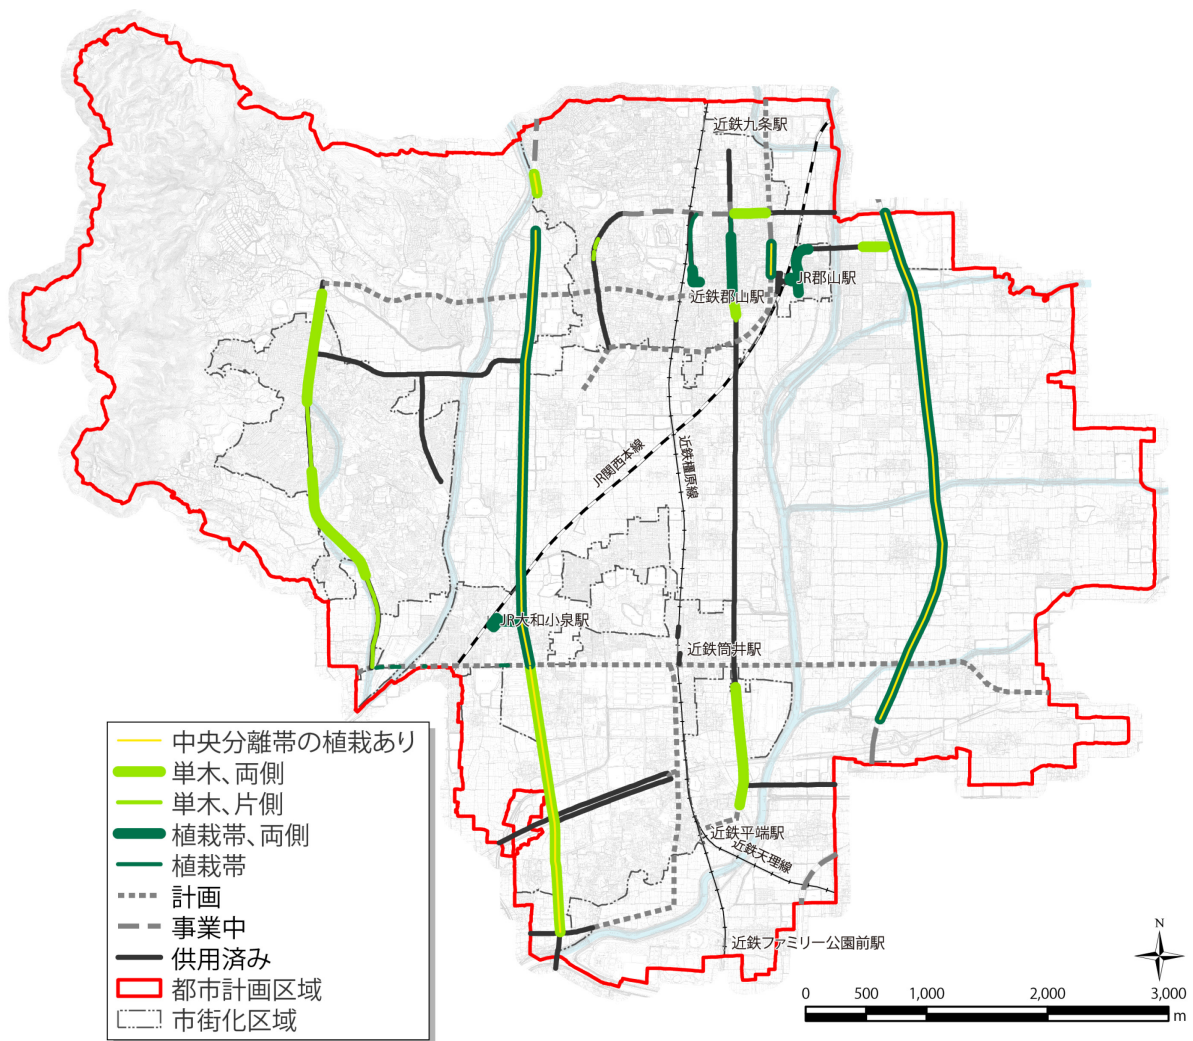 近鉄九条駅
JR郡山駅
近鉄郡山駅
JR関西本線
近鉄橿原線
JR大和小泉駅
近鉄筒井駅
近鉄平端駅
近鉄天理線
近鉄ファミリー公園前駅
中央分離帯の植栽あり
単木、両側
単木、片側
植栽帯、両側
植栽帯
計画
事業中
供用済み
都市計画区域
市街化区域
N
0 500 1,000 2,000 3,000
m